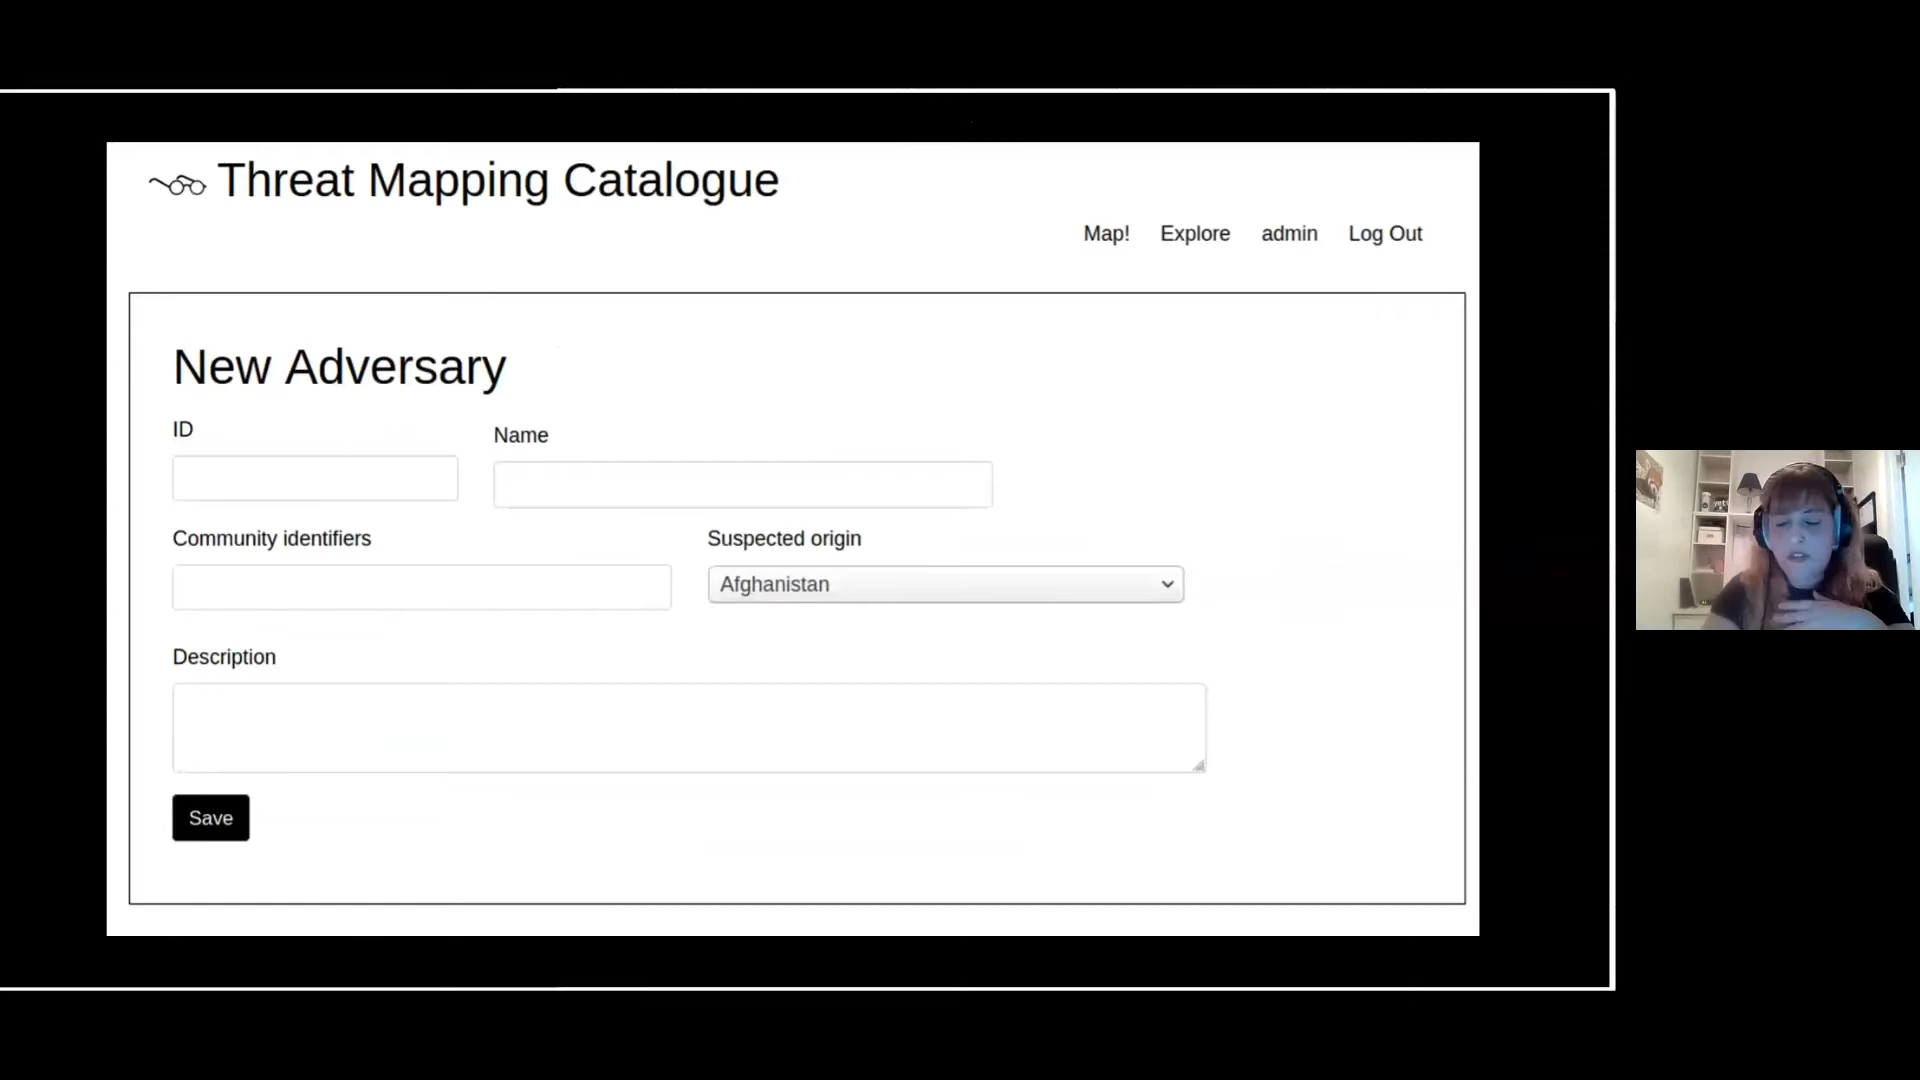 Threat Mapping Catalogue
Map! Explore admin Log Out
New Adversary
ID
Name
Community identifiers
Suspected origin
Afghanistan
Description
Save